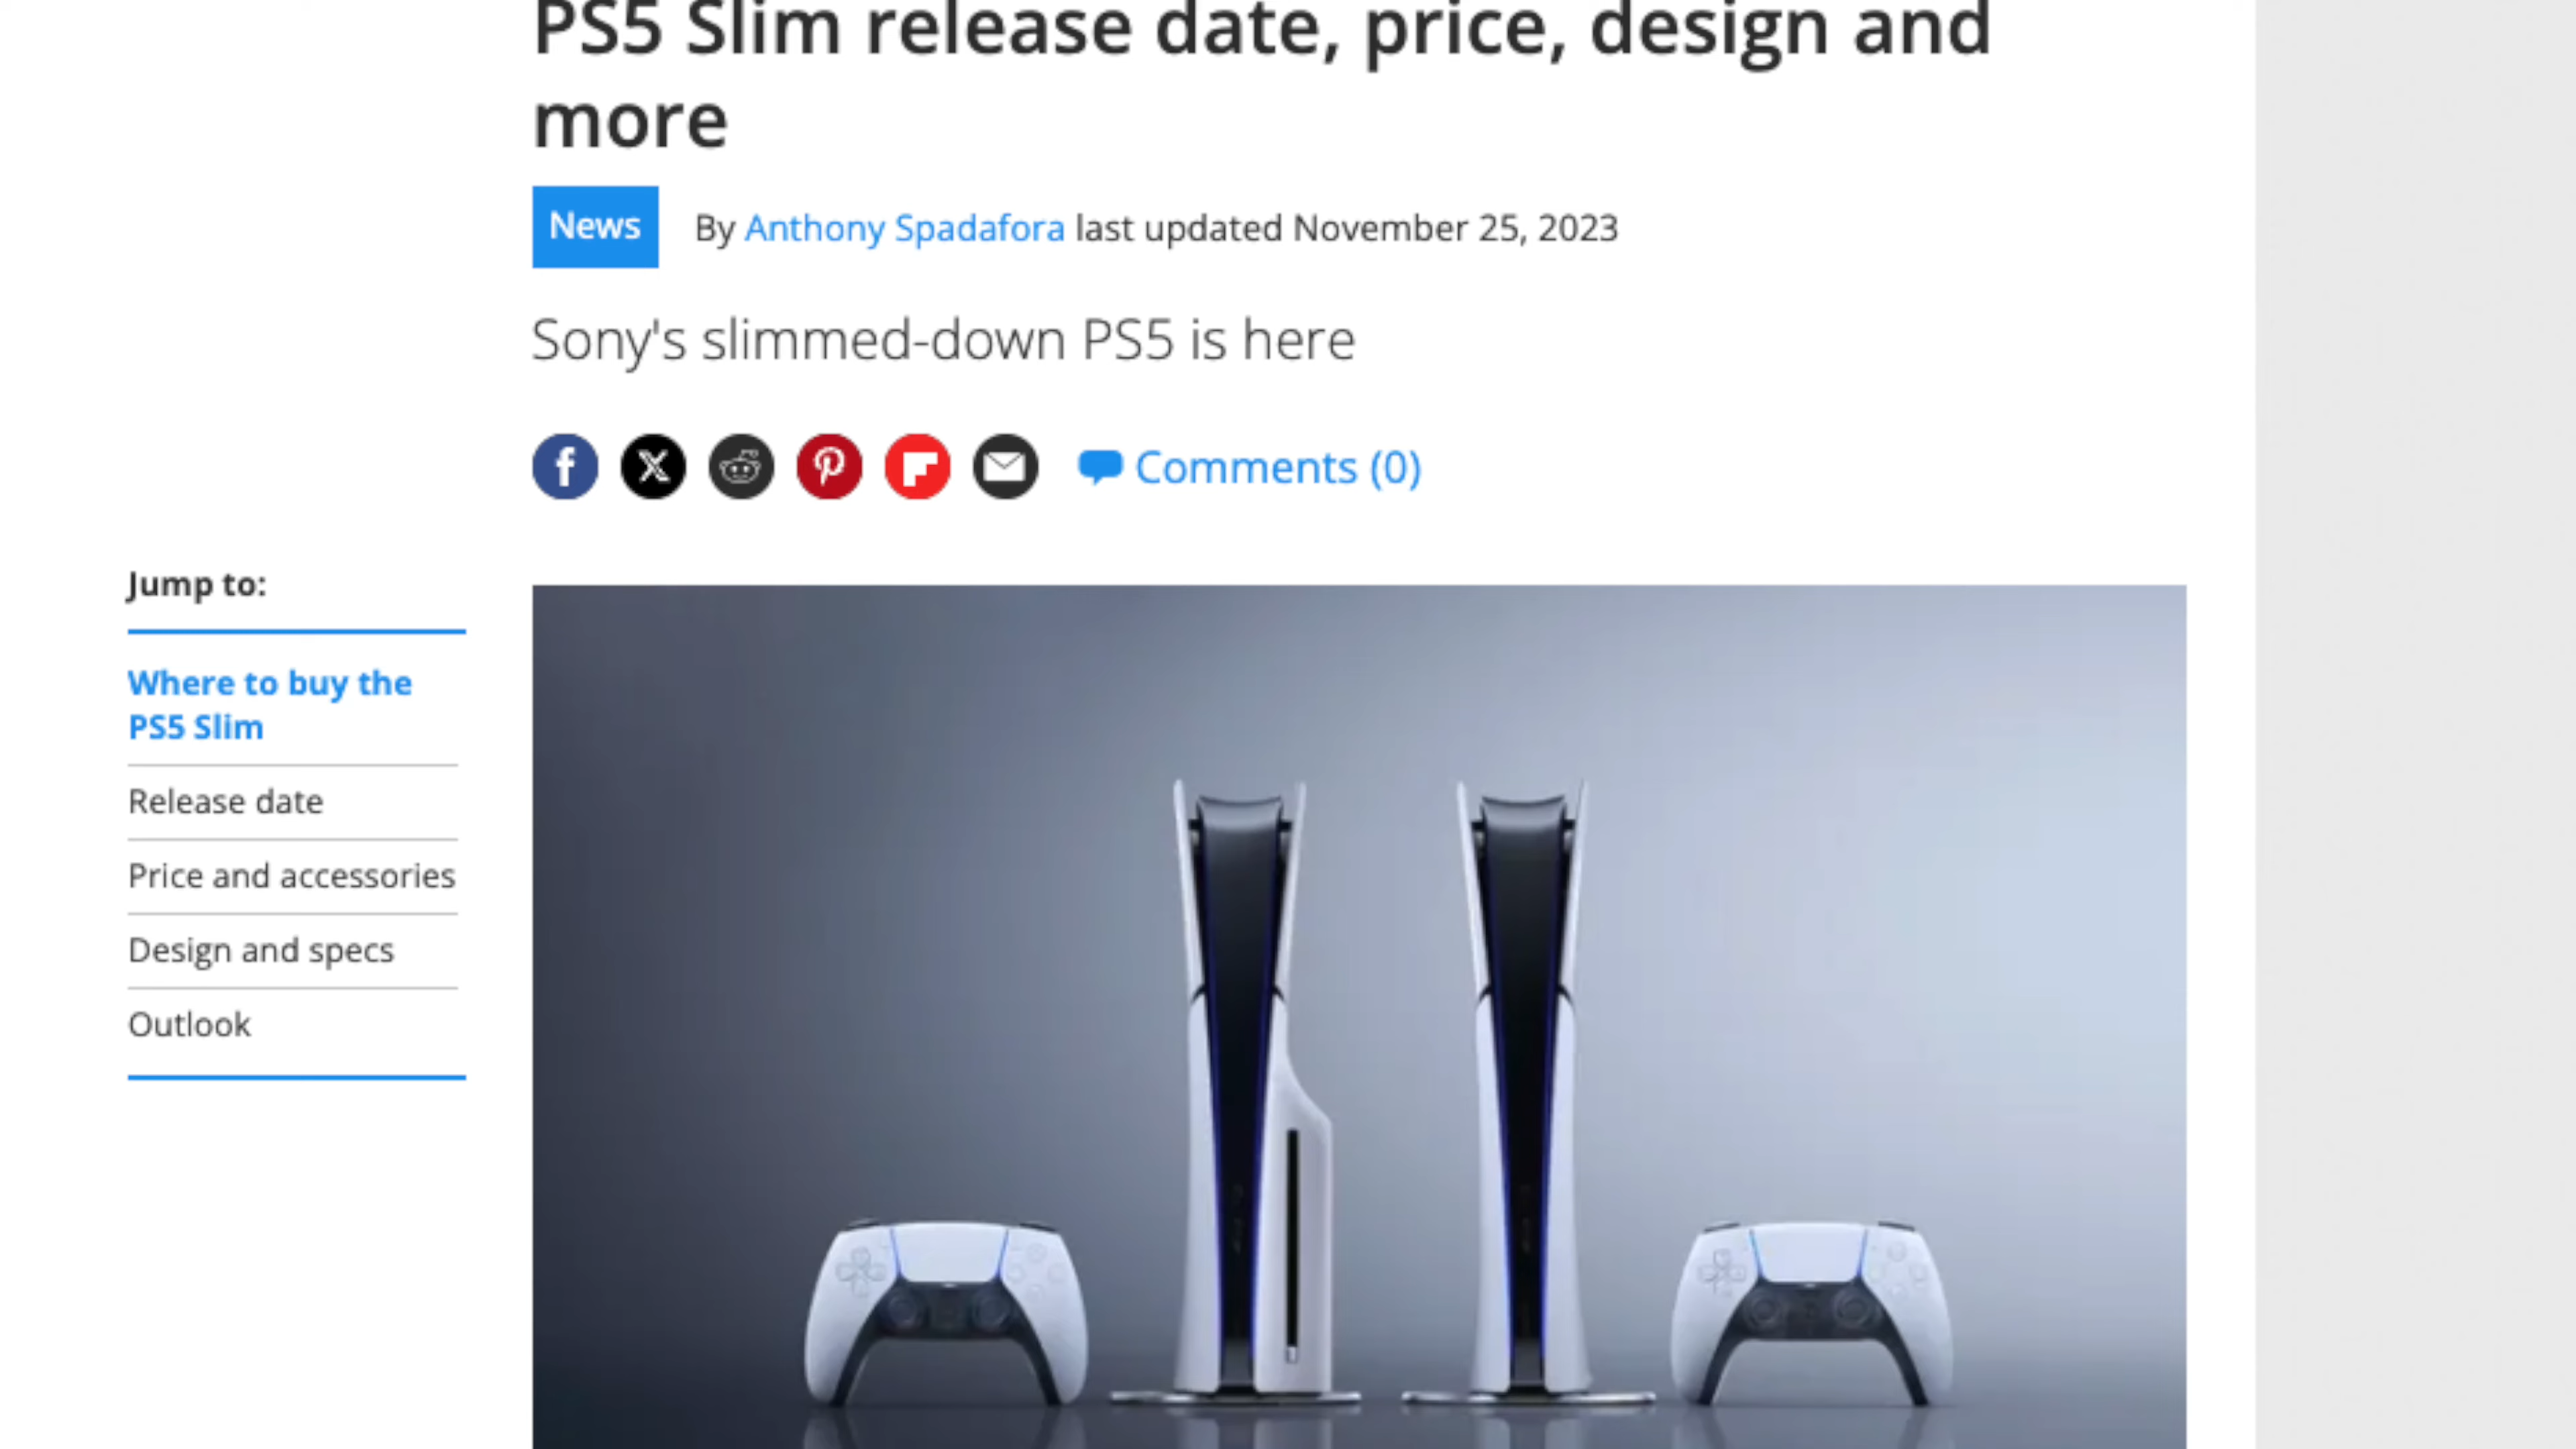 PS5 Slim release date, price, design and
more
News
By Anthony Spadafora last updated November 25, 2023
Sony's slimmed-down PS5 is here
Comments (0)
Jump to:
Where to buy the
PS5 Slim
Release date
Price and accessories
Design and specs
Outlook